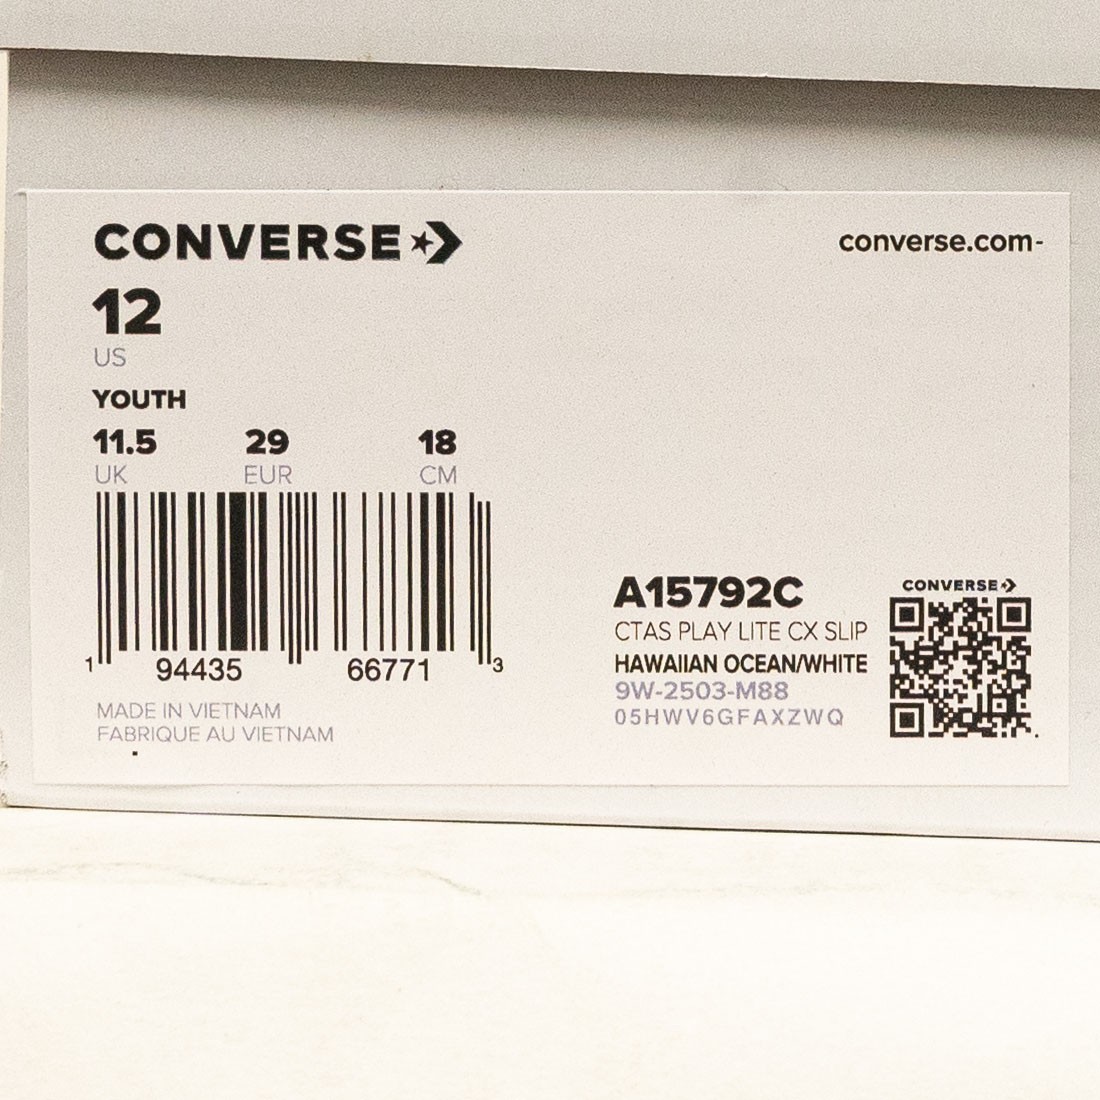 CONVERSE
converse.com-
12
US
YOUTH
11.5 29 18
UK EUR CM
1 94435 66771 3
MADE IN VIETNAM
FABRIQUE AU VIETNAM
A15792C
CTAS PLAY LITE CX SLIP
HAWAIIAN OCEAN/WHITE
9W-2503-M88
05HWV6GFAXZWQ
CONVERSE